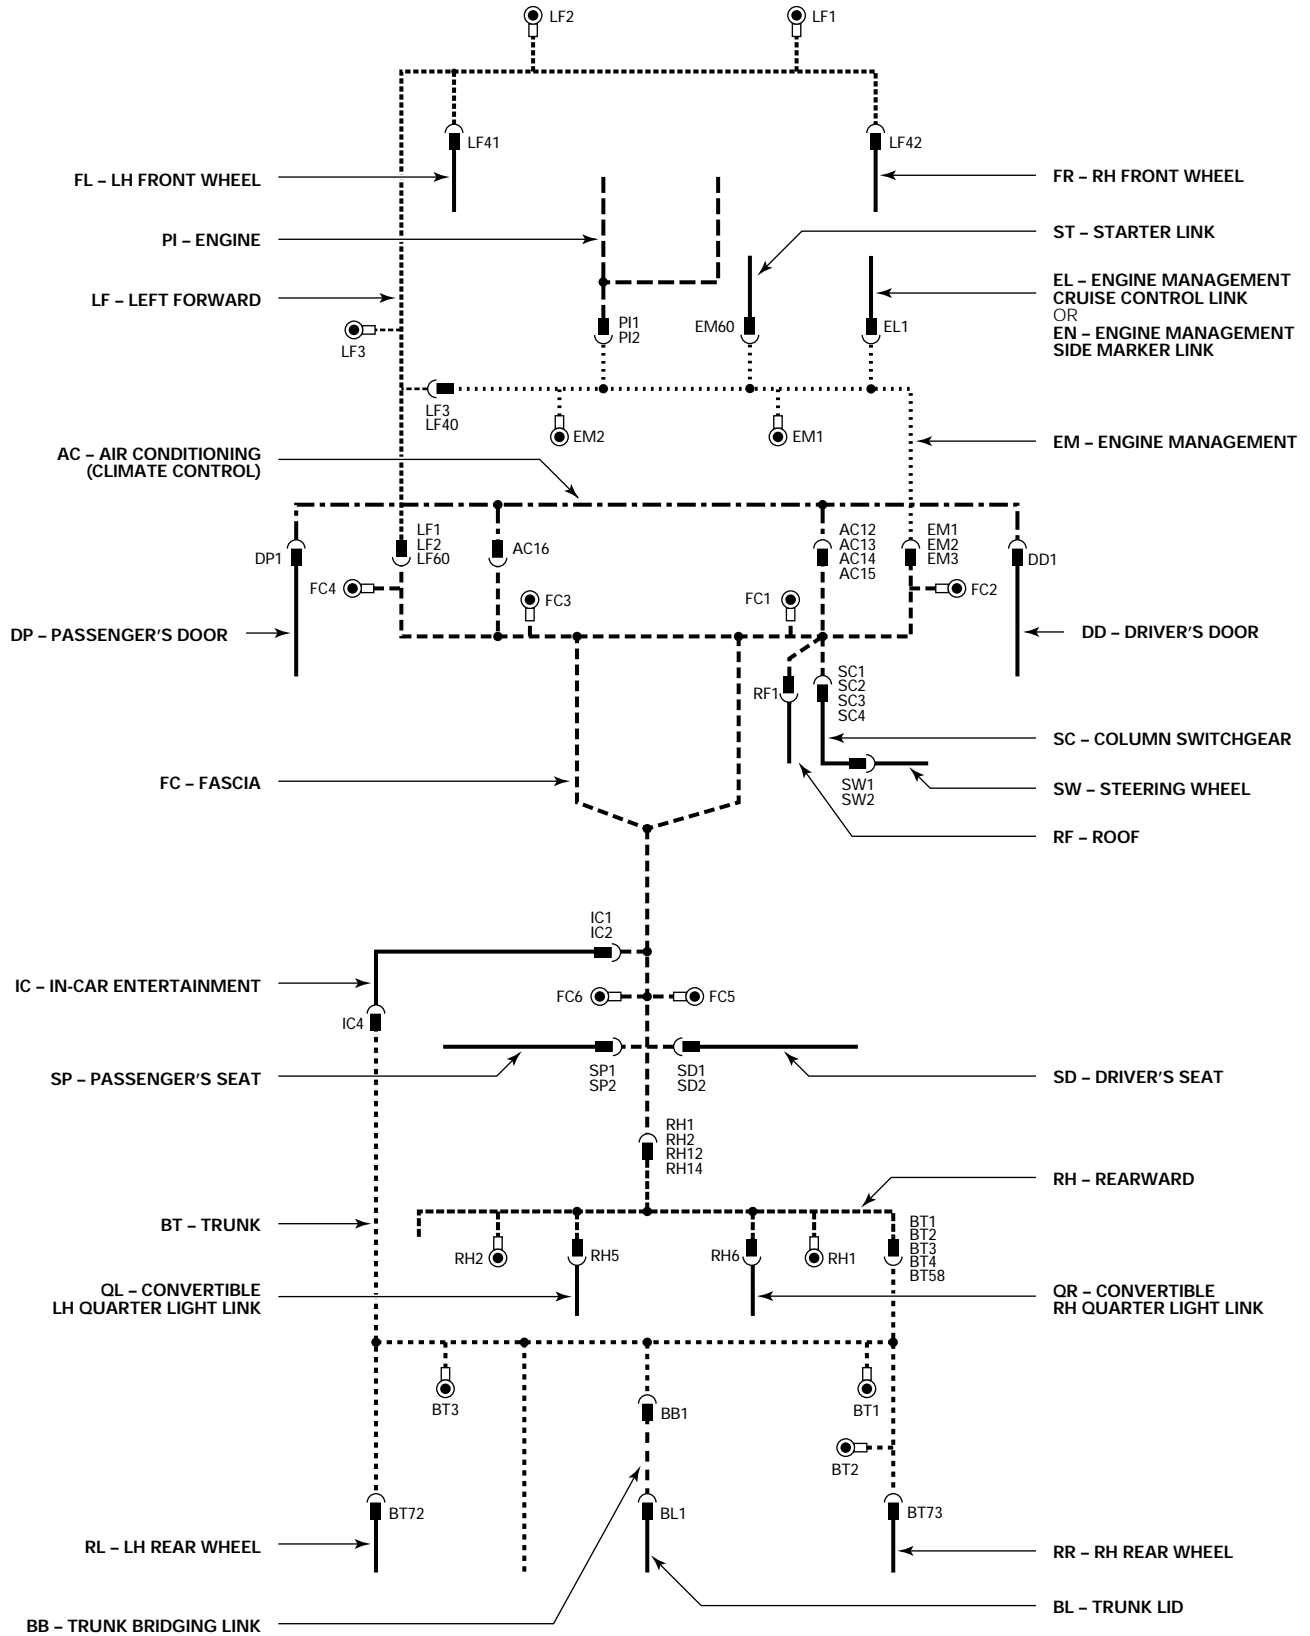 LF2
LF1
LF41
LF42
FL – LH FRONT WHEEL
FR – RH FRONT WHEEL
PI – ENGINE
ST – STARTER LINK
LF – LEFT FORWARD
EL – ENGINE MANAGEMENT
CRUISE CONTROL LINK
OR
EN – ENGINE MANAGEMENT
SIDE MARKER LINK
LF3
PI1
PI2
EM60
EL1
LF3
LF40
EM2
EM1
EM – ENGINE MANAGEMENT
AC – AIR CONDITIONING
(CLIMATE CONTROL)
DP1
LF1
LF2
LF60
AC16
AC12
AC13
AC14
AC15
EM1
EM2
EM3
DD1
FC4
FC3
FC1
FC2
DP – PASSENGER'S DOOR
DD – DRIVER'S DOOR
RF1
SC1
SC2
SC3
SC4
SC – COLUMN SWITCHGEAR
FC – FASCIA
SW1
SW2
SW – STEERING WHEEL
RF – ROOF
IC1
IC2
IC – IN-CAR ENTERTAINMENT
FC6
FC5
IC4
SP – PASSENGER'S SEAT
SP1
SP2
SD1
SD2
SD – DRIVER'S SEAT
RH1
RH2
RH12
RH14
RH – REARWARD
BT – TRUNK
RH2
RH5
RH6
RH1
BT1
BT2
BT3
BT4
BT58
QL – CONVERTIBLE
LH QUARTER LIGHT LINK
QR – CONVERTIBLE
RH QUARTER LIGHT LINK
BT3
BB1
BT1
BT2
BT72
BL1
BT73
RL – LH REAR WHEEL
RR – RH REAR WHEEL
BL – TRUNK LID
BB – TRUNK BRIDGING LINK